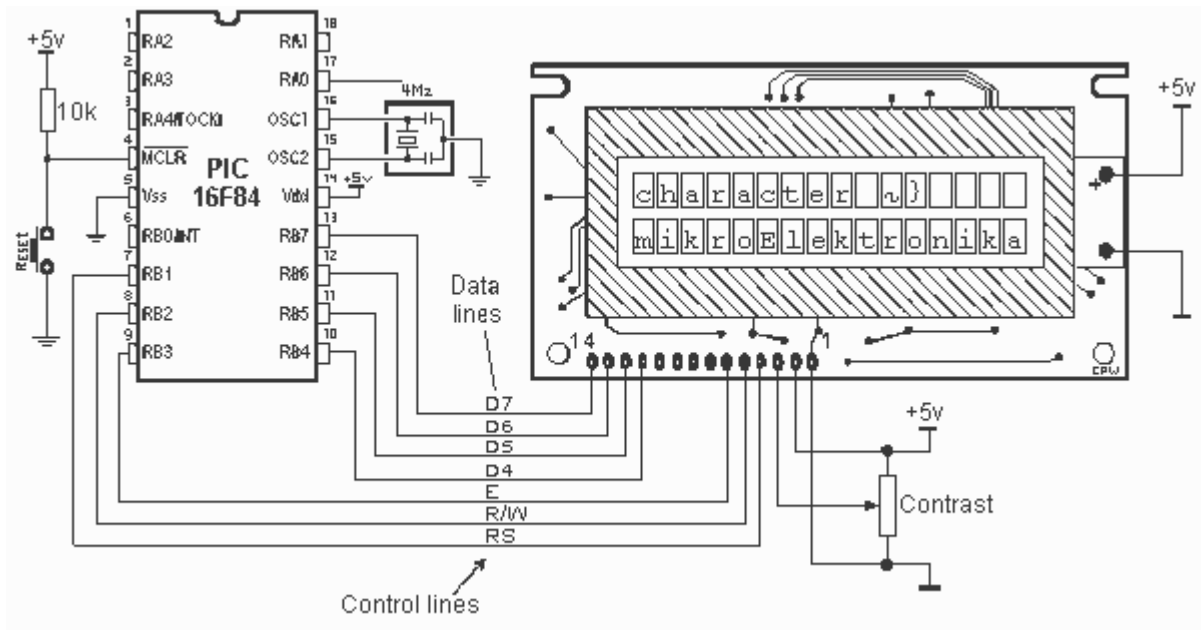 +5v
10k
RESET
1 RA2
2 RA3
3 RA4/TOCKI
4 MCLR
5 Vss
6 RB0/INT
7 RB1
8 RB2
9 RB3
PIC
16F84
RA1 18
RA0 17
OSC1 16
OSC2 15
Vdd 14
RB7 13
RB6 12
RB5 11
RB4 10
4Mz
+5v
character
mikroElektronika
+5v
+
14
1
Data
lines
D7
D6
D5
D4
E
R/W
RS
Control lines
+5v
Contrast